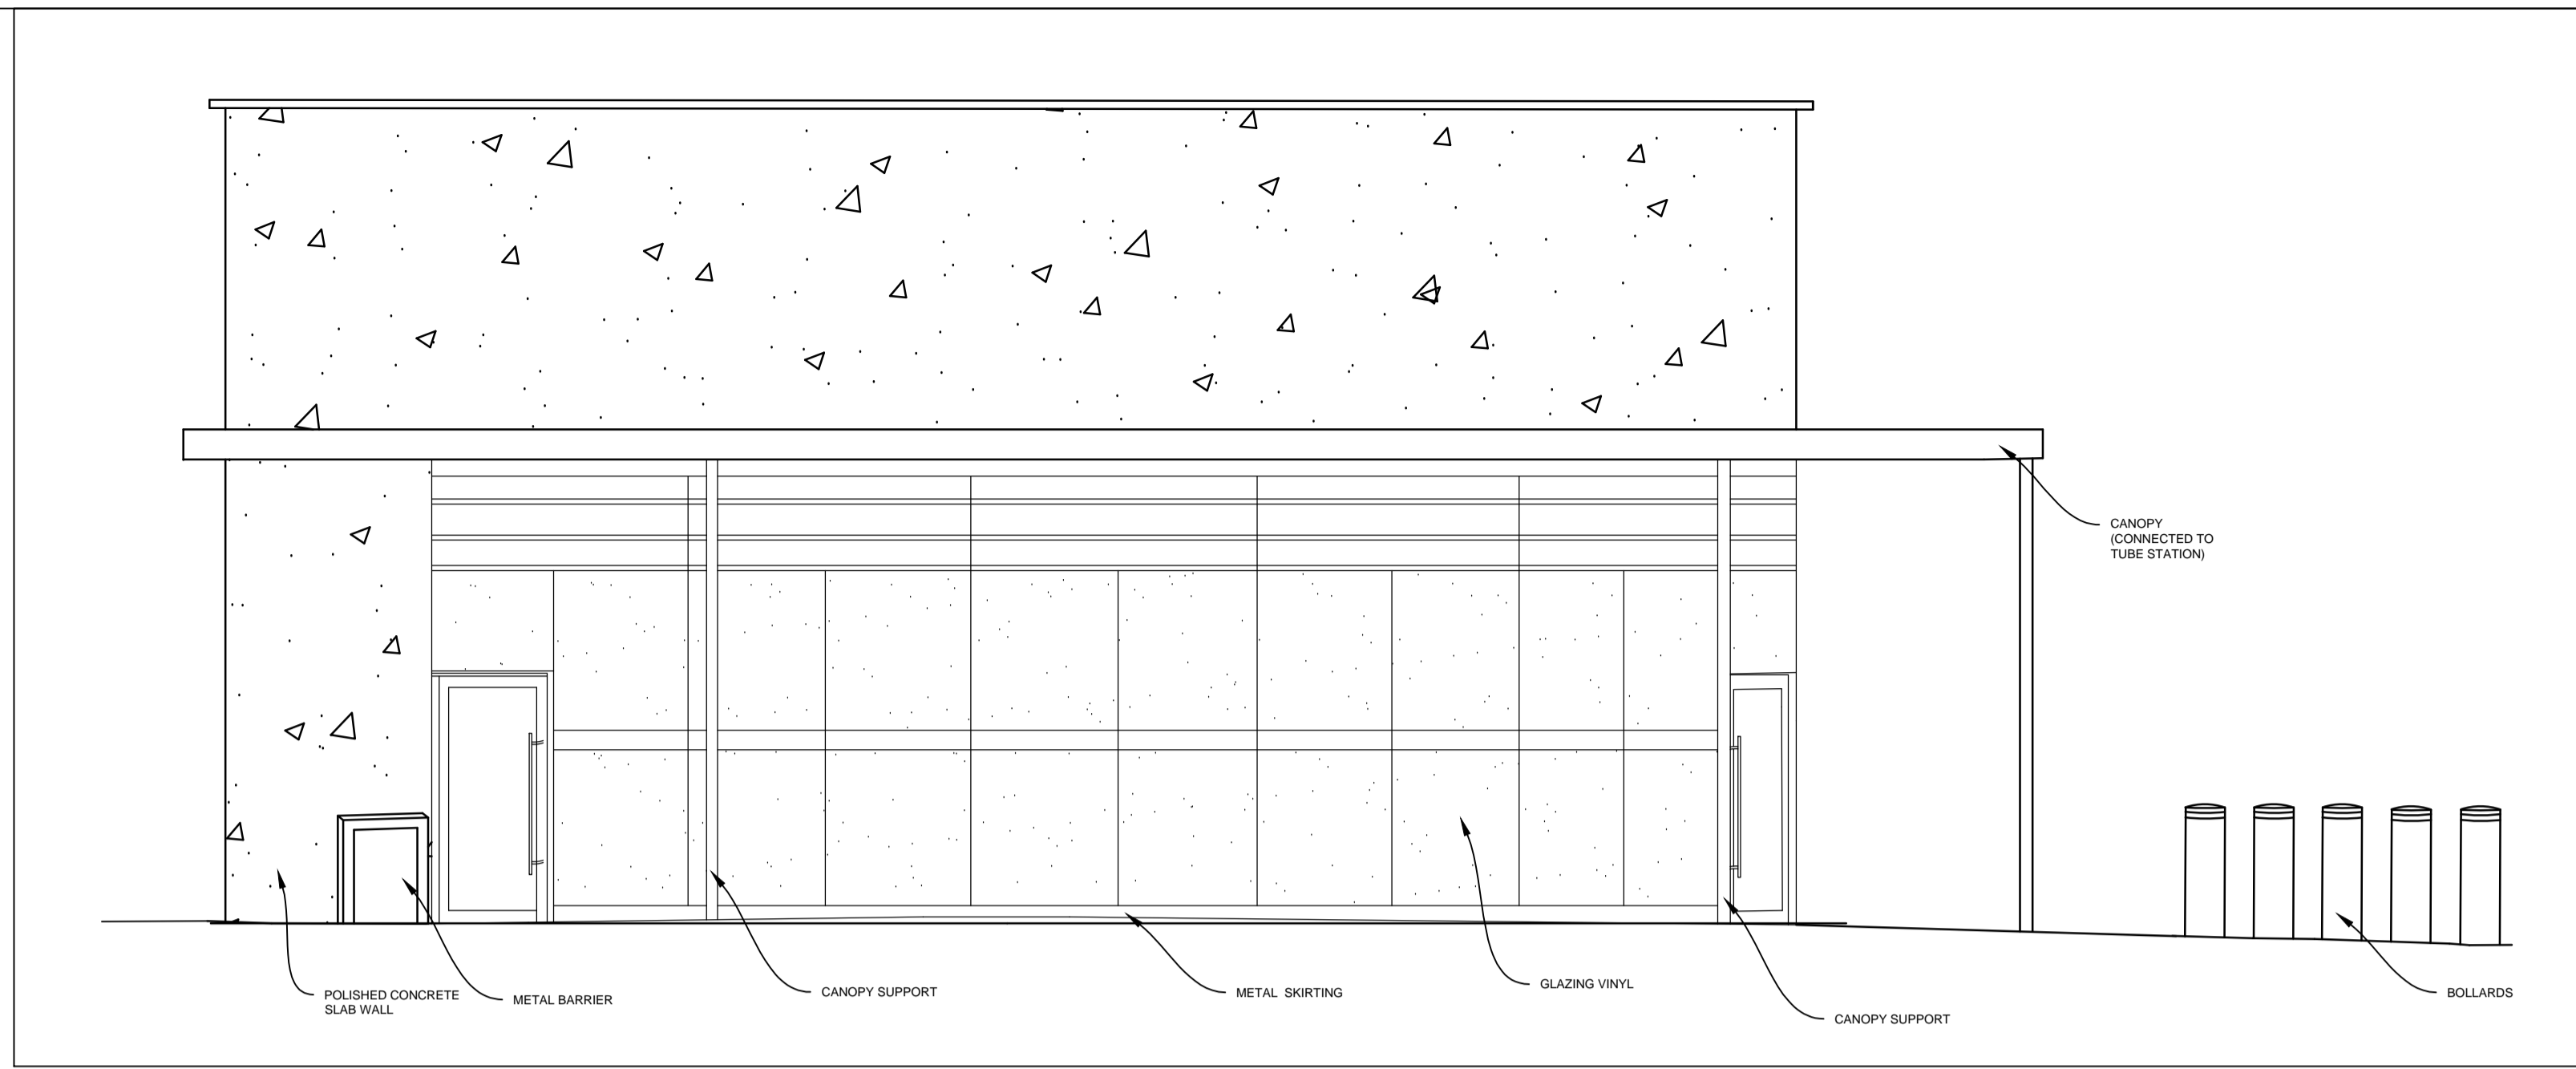 CANOPY
(CONNECTED TO
TUBE STATION)
POLISHED CONCRETE
SLAB WALL
METAL BARRIER
CANOPY SUPPORT
METAL SKIRTING
GLAZING VINYL
CANOPY SUPPORT
BOLLARDS